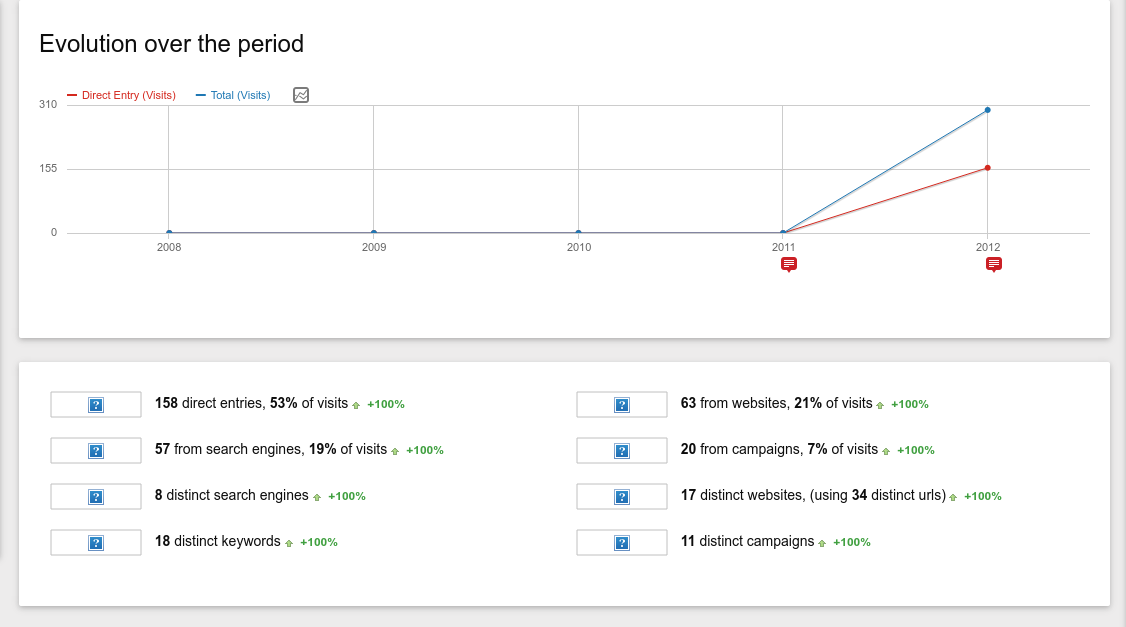 Evolution over the period
Direct Entry (Visits) Total (Visits)
310
155
0
2008 2009 2010 2011 2012
? 158 direct entries, 53% of visits +100%
? 63 from websites, 21% of visits +100%
? 57 from search engines, 19% of visits +100%
? 20 from campaigns, 7% of visits +100%
? 8 distinct search engines +100%
? 17 distinct websites, (using 34 distinct urls) +100%
? 18 distinct keywords +100%
? 11 distinct campaigns +100%